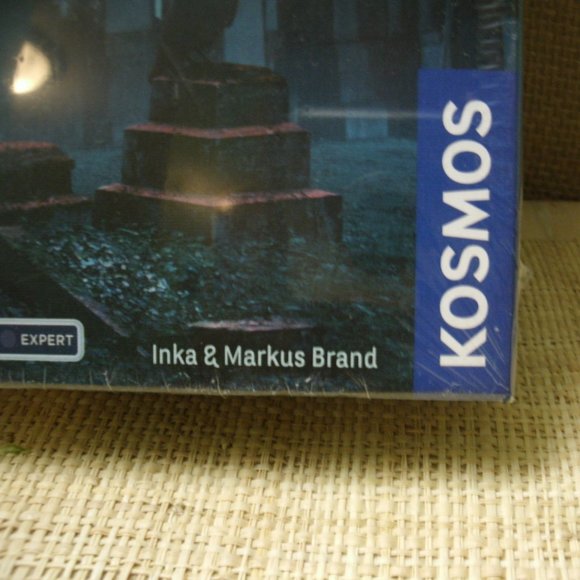 EXPERT
Inka & Markus Brand
KOSMOS